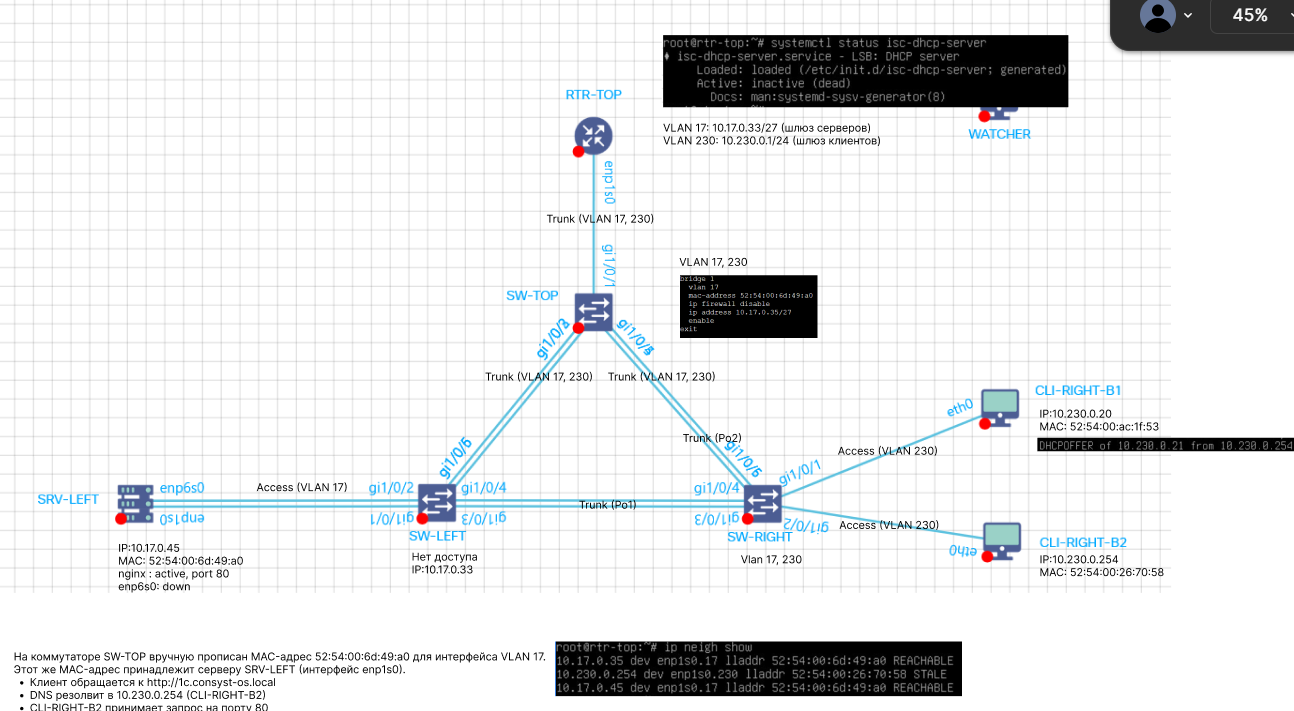 45%
root@rtr-top:~# systemctl status isc-dhcp-server
♦ isc-dhcp-server.service - LSB: DHCP server
Loaded: loaded (/etc/init.d/isc-dhcp-server; generated)
Active: inactive (dead)
Docs: man:systemd-sysv-generator(8)
RTR-TOP
WATCHER
VLAN 17: 10.17.0.33/27 (шлюз серверов)
VLAN 230: 10.230.0.1/24 (шлюз клиентов)
enp1s0
Trunk (VLAN 17, 230)
gi1/0/1
VLAN 17, 230
SW-TOP
bridge 1
vlan 17
mac-address 52:54:00:6d:49:a0
ip firewall disable
ip address 10.17.0.35/27
enable
exit
Trunk (VLAN 17, 230)
Trunk (VLAN 17, 230)
CLI-RIGHT-B1
eth0
IP:10.230.0.20
MAC: 52:54:00:ac:1f:53
DHCPOFFER of 10.230.0.21 from 10.230.0.254
Trunk (Po2)
Access (VLAN 230)
gi1/0/1
SRV-LEFT
enp6s0
Access (VLAN 17)
gi1/0/2
gi1/0/4
gi1/0/4
enp1s0
gi1/0/1
gi1/0/3
Trunk (Po1)
gi1/0/3
gi1/0/2
Access (VLAN 230)
SW-LEFT
SW-RIGHT
eth0
CLI-RIGHT-B2
IP:10.17.0.45
MAC: 52:54:00:6d:49:a0
nginx : active, port 80
enp6s0: down
Нет доступа
IP:10.17.0.33
Vlan 17, 230
IP:10.230.0.254
MAC: 52:54:00:26:70:58
На коммутаторе SW-TOP вручную прописан MAC-адрес 52:54:00:6d:49:a0 для интерфейса VLAN 17.
Этот же MAC-адрес принадлежит серверу SRV-LEFT (интерфейс enp1s0).
• Клиент обращается к http://1c.consyst-os.local
• DNS резолвит в 10.230.0.254 (CLI-RIGHT-B2)
• CLI-RIGHT-B2 принимает запрос на порту 80
root@rtr-top:~# ip neigh show
10.17.0.35 dev enp1s0.17 lladdr 52:54:00:6d:49:a0 REACHABLE
10.230.0.254 dev enp1s0.230 lladdr 52:54:00:26:70:58 STALE
10.17.0.45 dev enp1s0.17 lladdr 52:54:00:6d:49:a0 REACHABLE